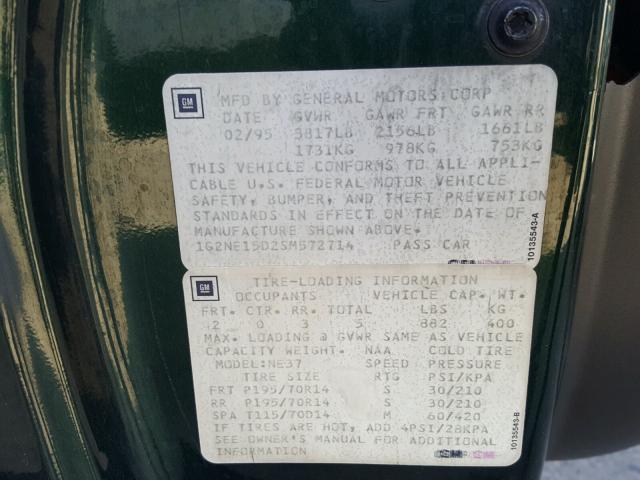 GM
MFD BY GENERAL MOTORS CORP
DATE GVWR GAWR FRT GAWR RR
02/95 3817LB 2156LB 1661LB
1731KG 978KG 753KG
THIS VEHICLE CONFORMS TO ALL APPLI-
CABLE U.S. FEDERAL MOTOR VEHICLE
SAFETY, BUMPER, AND THEFT PREVENTION
STANDARDS IN EFFECT ON THE DATE OF
MANUFACTURE SHOWN ABOVE.
1G2NE15D2SM572714 PASS CAR
10135543-A
GM
TIRE-LOADING INFORMATION
OCCUPANTS VEHICLE CAP. WT.
FRT. CTR. RR. TOTAL LBS KG
2 0 3 5 882 400
MAX. LOADING @ GVWR SAME AS VEHICLE
CAPACITY WEIGHT. NAA COLD TIRE
MODEL:NE37 SPEED PRESSURE
TIRE SIZE RTG PSI/KPA
FRT P195/70R14 S 30/210
RR P195/70R14 S 30/210
SPA T115/70D14 M 60/420
IF TIRES ARE HOT, ADD 4PSI/28KPA
SEE OWNER'S MANUAL FOR ADDITIONAL
INFORMATION
10135543-B